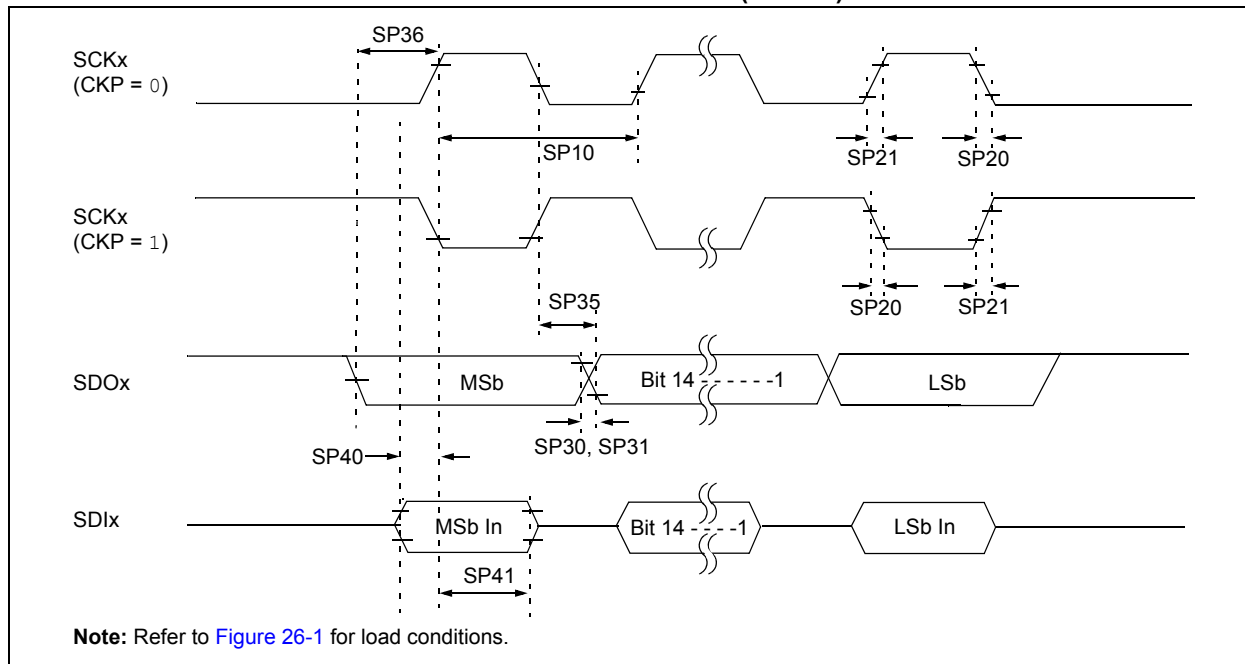 SP36
SCKx
(CKP = 0)
SP10
SP21
SP20
SCKx
(CKP = 1)
SP35
SP20
SP21
SDOx
MSb
Bit 14 - - - - - -1
LSb
SP40
SP30, SP31
SDIx
MSb In
Bit 14 - - - - -1
LSb In
SP41
Note: Refer to Figure 26-1 for load conditions.